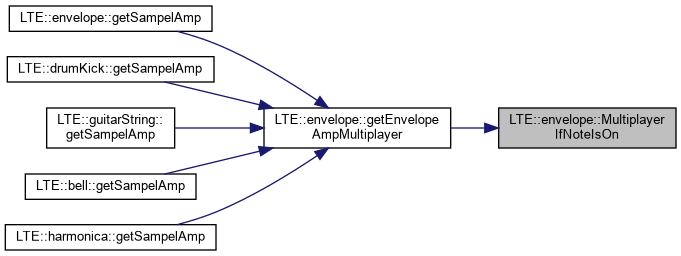 LTE::envelope::getSampelAmp
LTE::drumKick::getSampelAmp
LTE::guitarString::
getSampelAmp
LTE::bell::getSampelAmp
LTE::harmonica::getSampelAmp
LTE::envelope::getEnvelope
AmpMultiplayer
LTE::envelope::Multiplayer
IfNoteIsOn